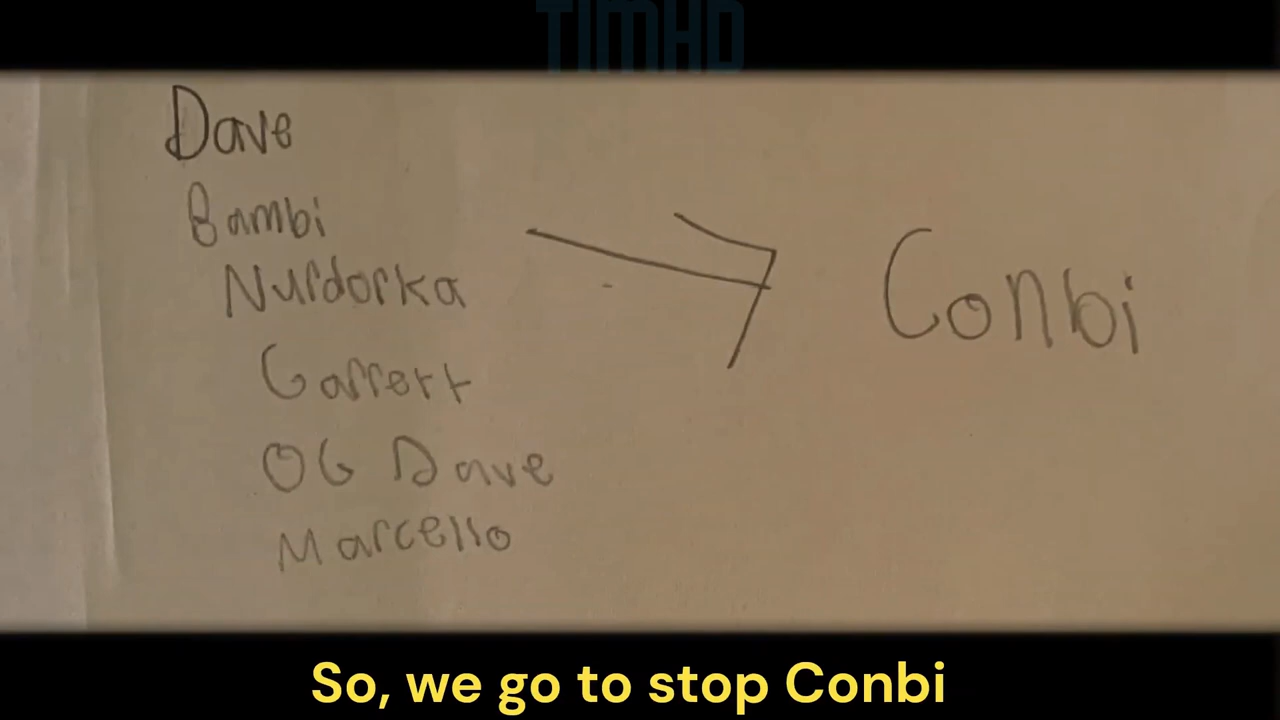 TIMHD
Dave
Bambi
Nurdorka
Garrett
OG Dave
Marcello
Conbi
So, we go to stop Conbi